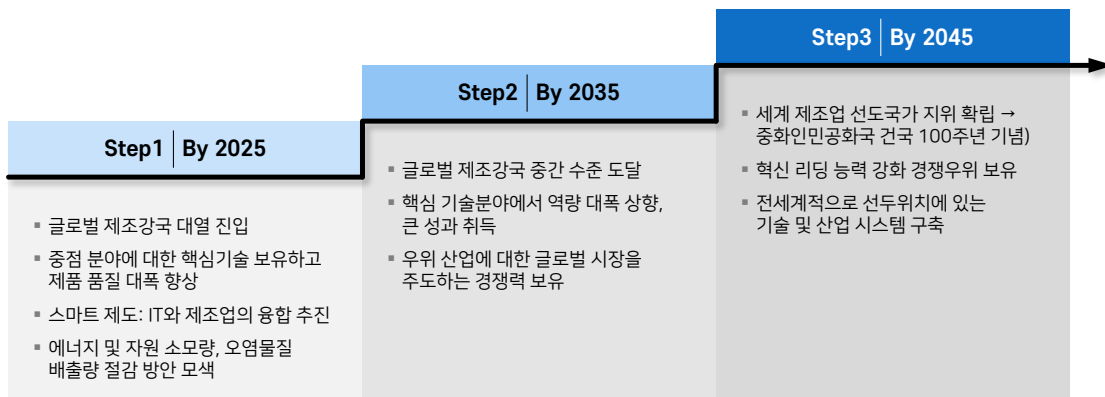 Step1 | By 2025
▪ 글로벌 제조강국 대열 진입
▪ 중점 분야에 대한 핵심기술 보유하고
제품 품질 대폭 향상
▪ 스마트 제도: IT와 제조업의 융합 추진
▪ 에너지 및 자원 소모량, 오염물질
배출량 절감 방안 모색
Step2 | By 2035
▪ 글로벌 제조강국 중간 수준 도달
▪ 핵심 기술분야에서 역량 대폭 상향,
큰 성과 취득
▪ 우위 산업에 대한 글로벌 시장을
주도하는 경쟁력 보유
Step3 | By 2045
▪ 세계 제조업 선도국가 지위 확립 →
중화인민공화국 건국 100주년 기념)
▪ 혁신 리딩 능력 강화 경쟁우위 보유
▪ 전세계적으로 선두위치에 있는
기술 및 산업 시스템 구축